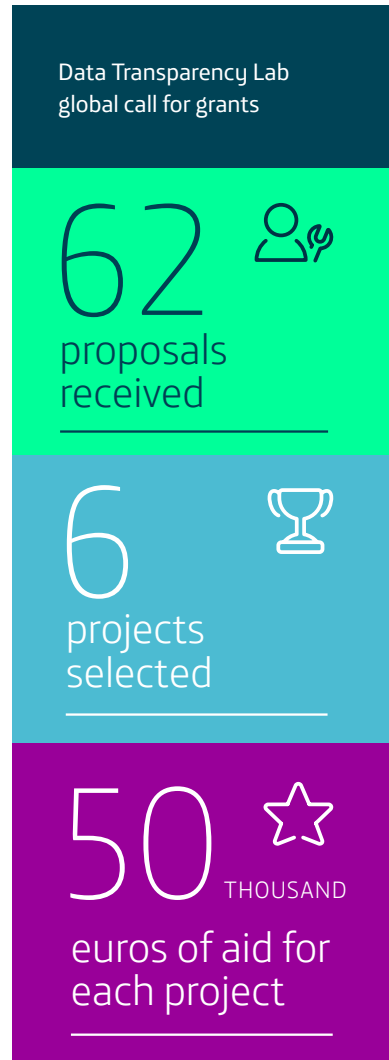 Data Transparency Lab
global call for grants
62
proposals
received
6
projects
selected
50
THOUSAND
euros of aid for
each project